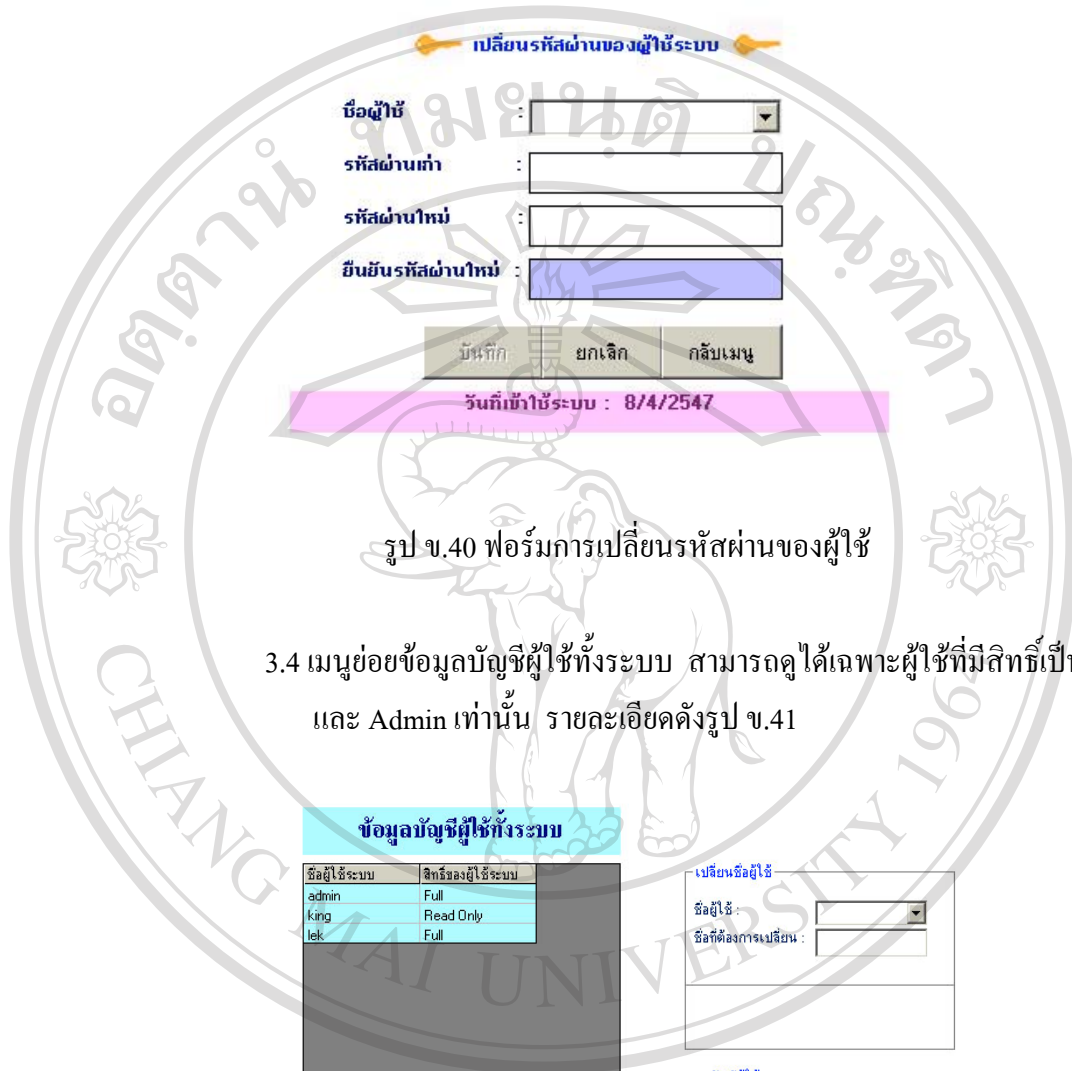 เปลี่ยนรหัสผ่านของผู้ใช้ระบบ
ชื่อผู้ใช้ :
รหัสผ่านเก่า :
รหัสผ่านใหม่ :
ยืนยันรหัสผ่านใหม่ :
บันทึก ยกเลิก กลับเมนู
วันที่เข้าใช้ระบบ : 8/4/2547
รูป ข.40 ฟอร์มการเปลี่ยนรหัสผ่านของผู้ใช้
3.4 เมนูย่อยข้อมูลบัญชีผู้ใช้ทั้งระบบ สามารถดูได้เฉพาะผู้ใช้ที่มีสิทธิ์
และ Admin เท่านั้น รายละเอียดดังรูป ข.41
ข้อมูลบัญชีผู้ใช้ทั้งระบบ
ชื่อผู้ใช้ระบบ สิทธิ์ของผู้ใช้ระบบ
admin Full
king Read Only
lek Full
เปลี่ยนชื่อผู้ใช้
ชื่อผู้ใช้ :
ชื่อที่ต้องการเปลี่ยน :
CHIANG MAI UNIVERSITY 1964